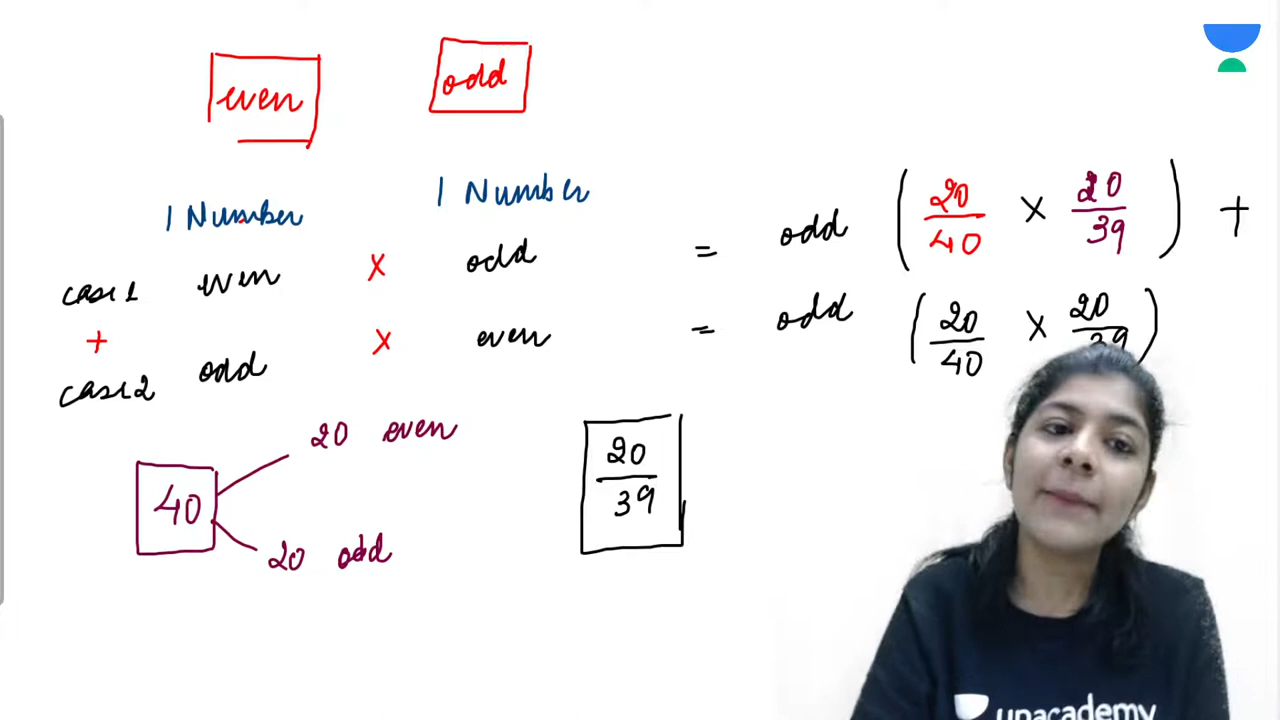 even odd
1 Number 1 Number
case1 even × odd = odd ( 20/40 × 20/39 ) +
+
case2 odd × even = odd ( 20/40 × 20/39 )
20 even
40
20 odd
20/39
unacademy